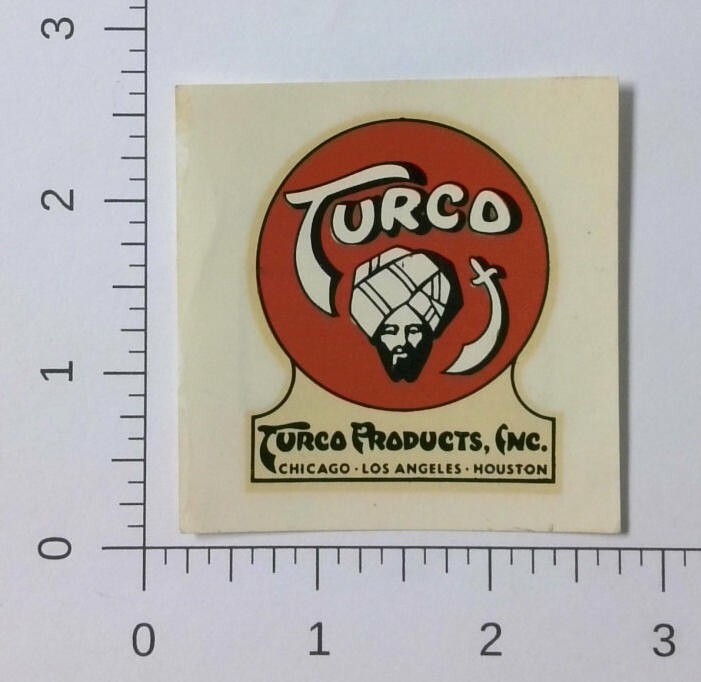 3
2
1
0
TURCO
TURCO PRODUCTS, INC.
CHICAGO · LOS ANGELES · HOUSTON
0 1 2 3